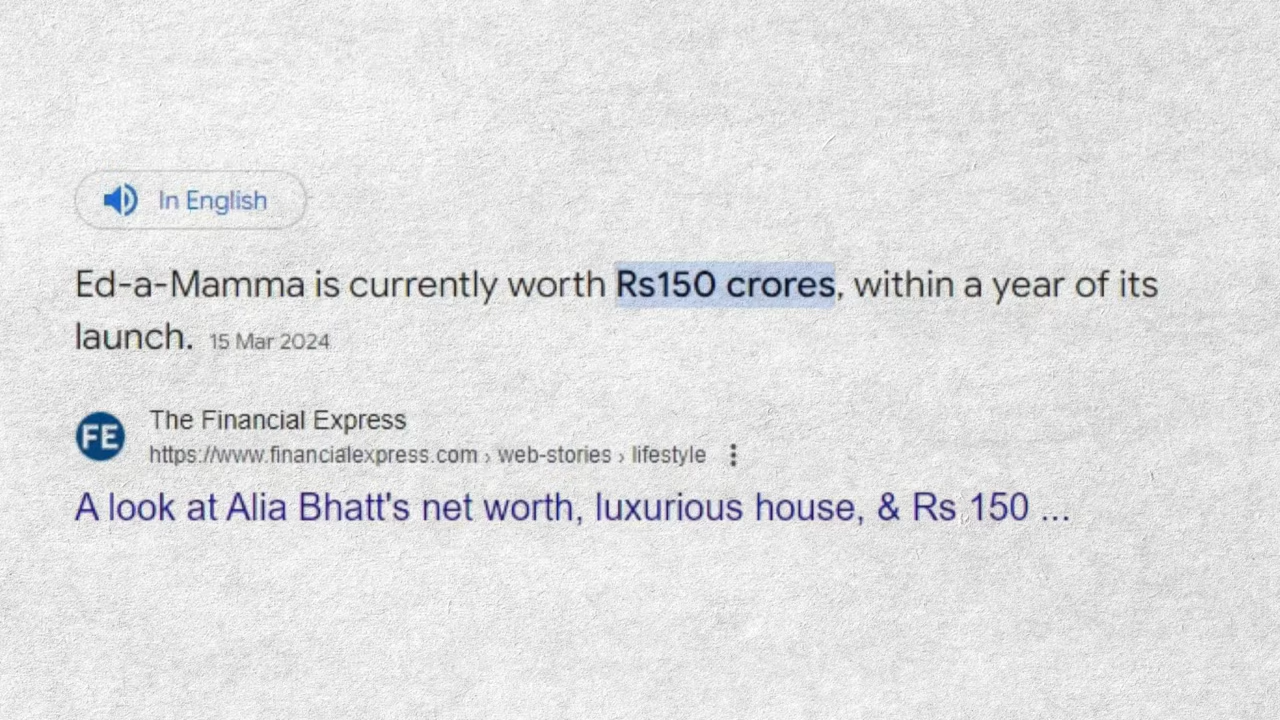 In English
Ed-a-Mamma is currently worth Rs150 crores, within a year of its
launch. 15 Mar 2024
FE
The Financial Express
https://www.financialexpress.com › web-stories › lifestyle
A look at Alia Bhatt's net worth, luxurious house, & Rs 150 ...